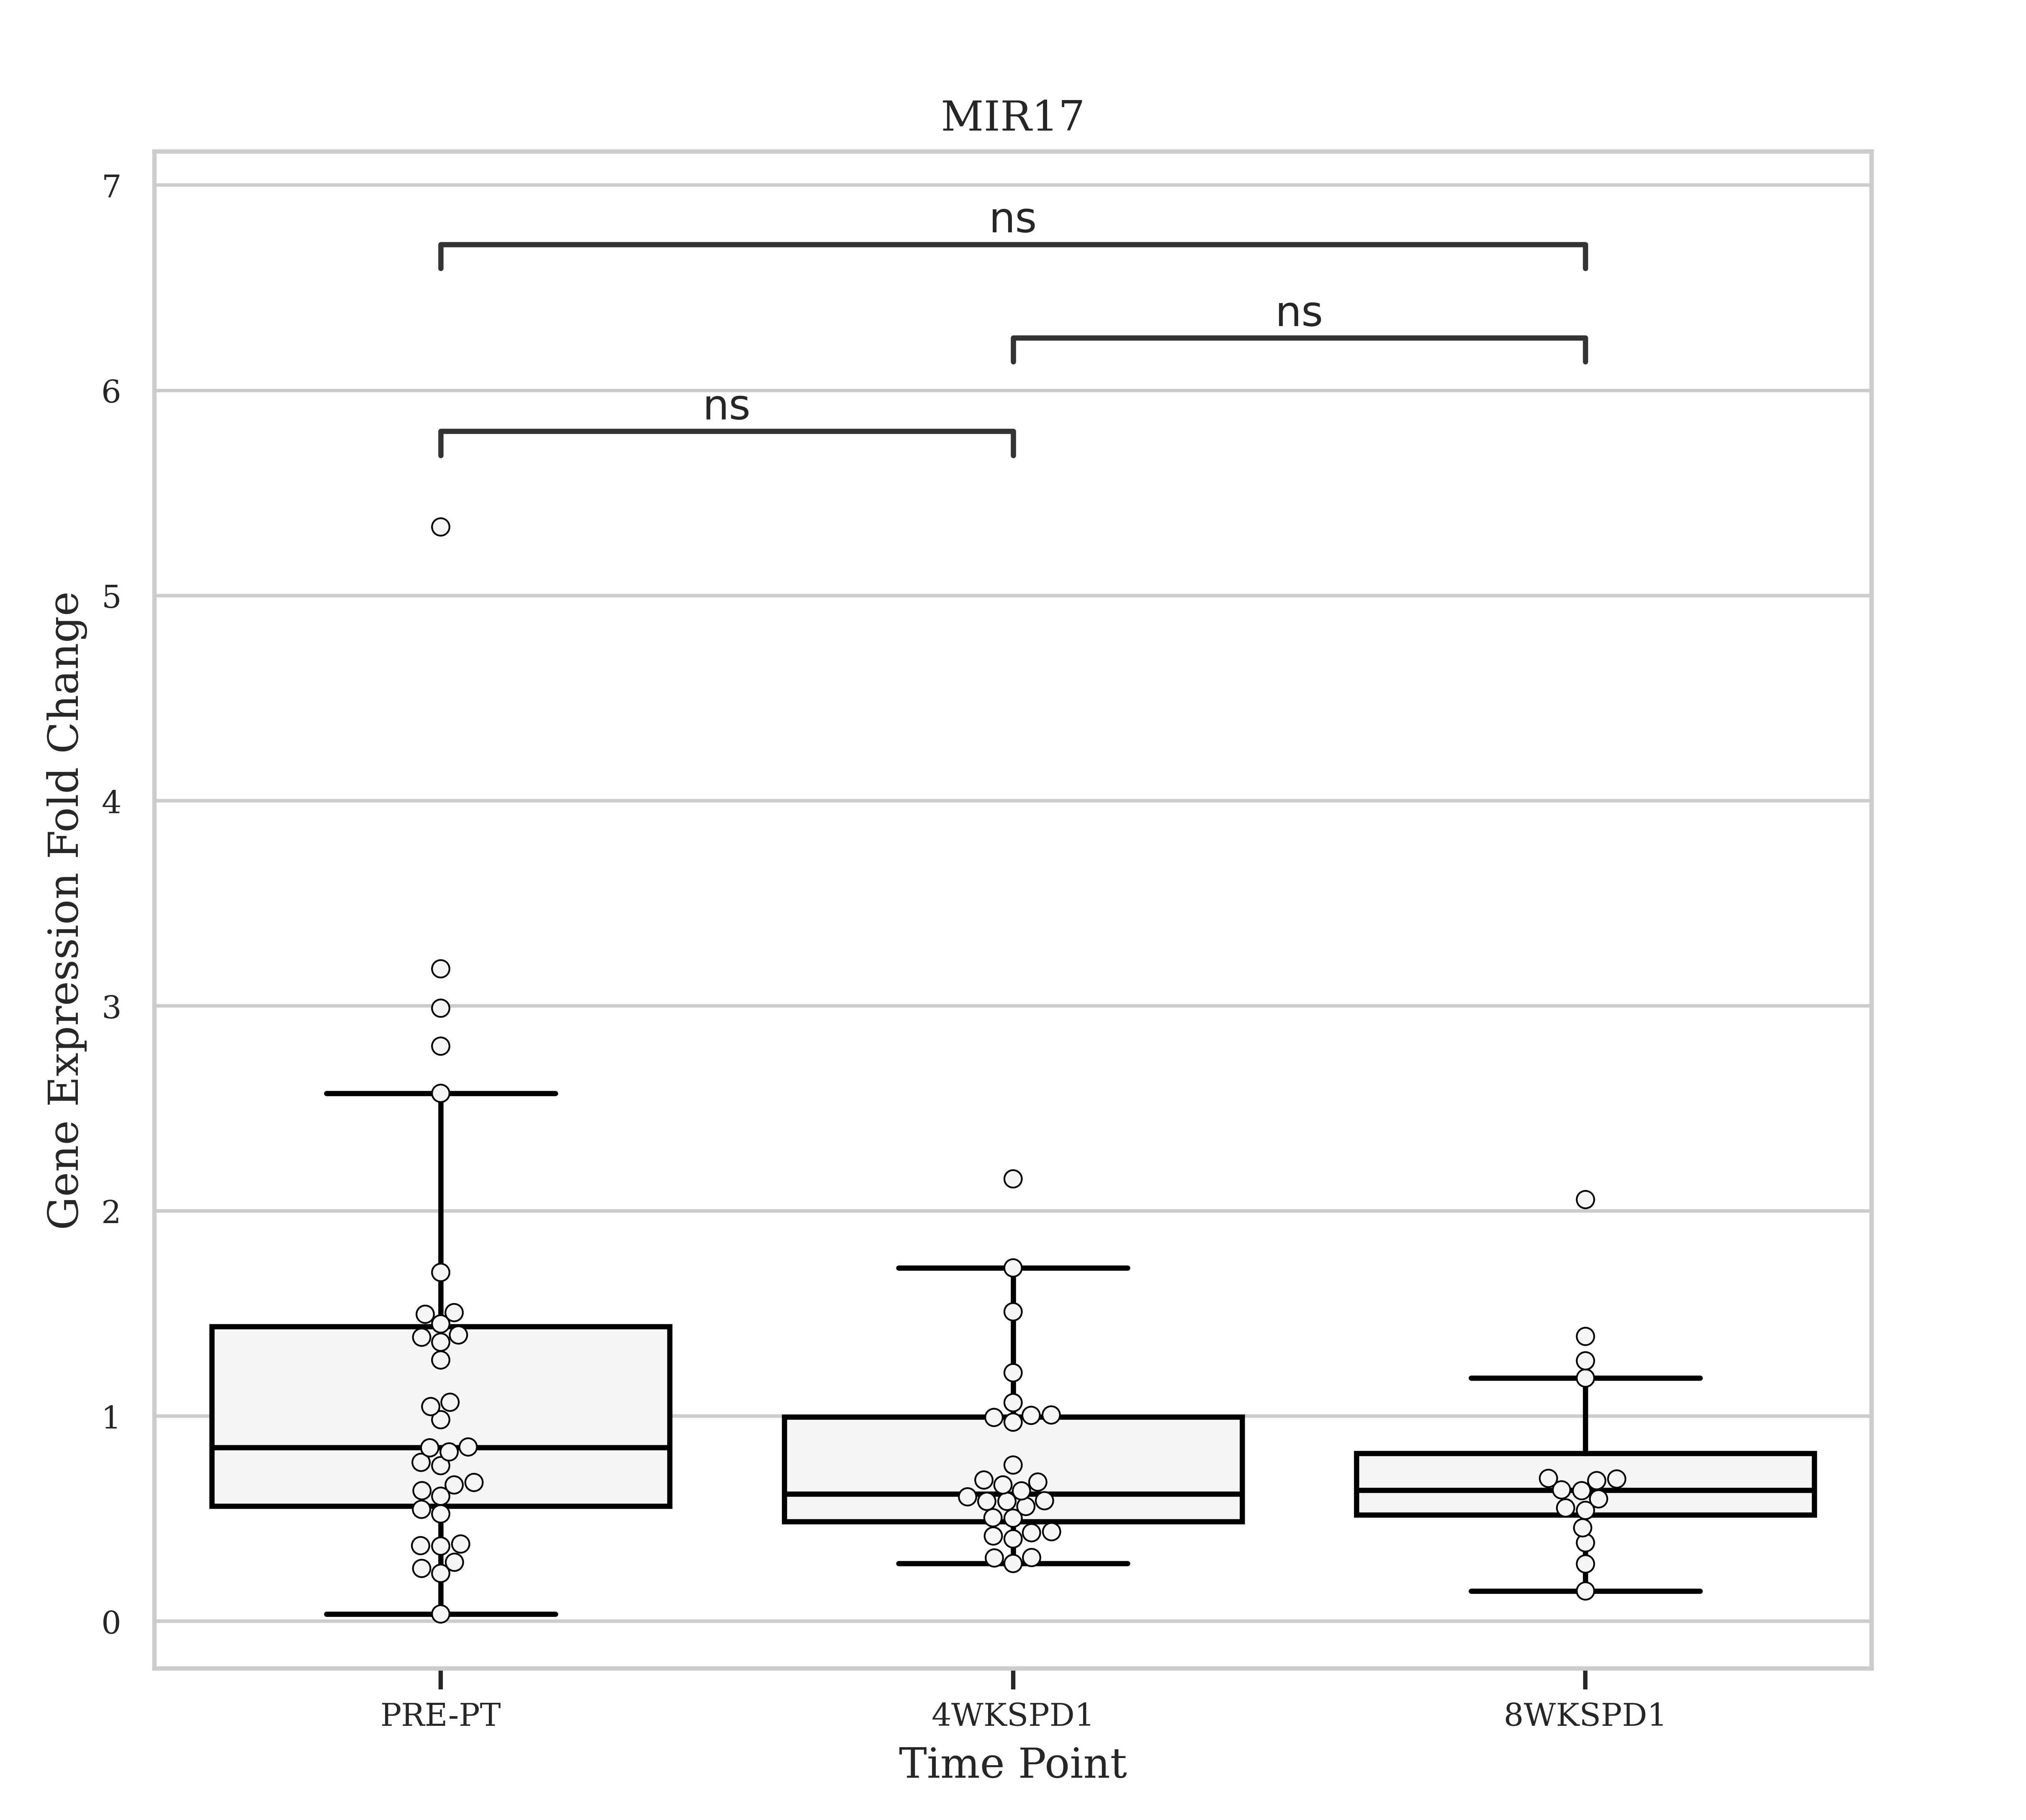 MIR17
7
ns
ns
6
ns
5
4
3
2
1
0
Gene Expression Fold Change
PRE-PT
4WKSPD1
8WKSPD1
Time Point